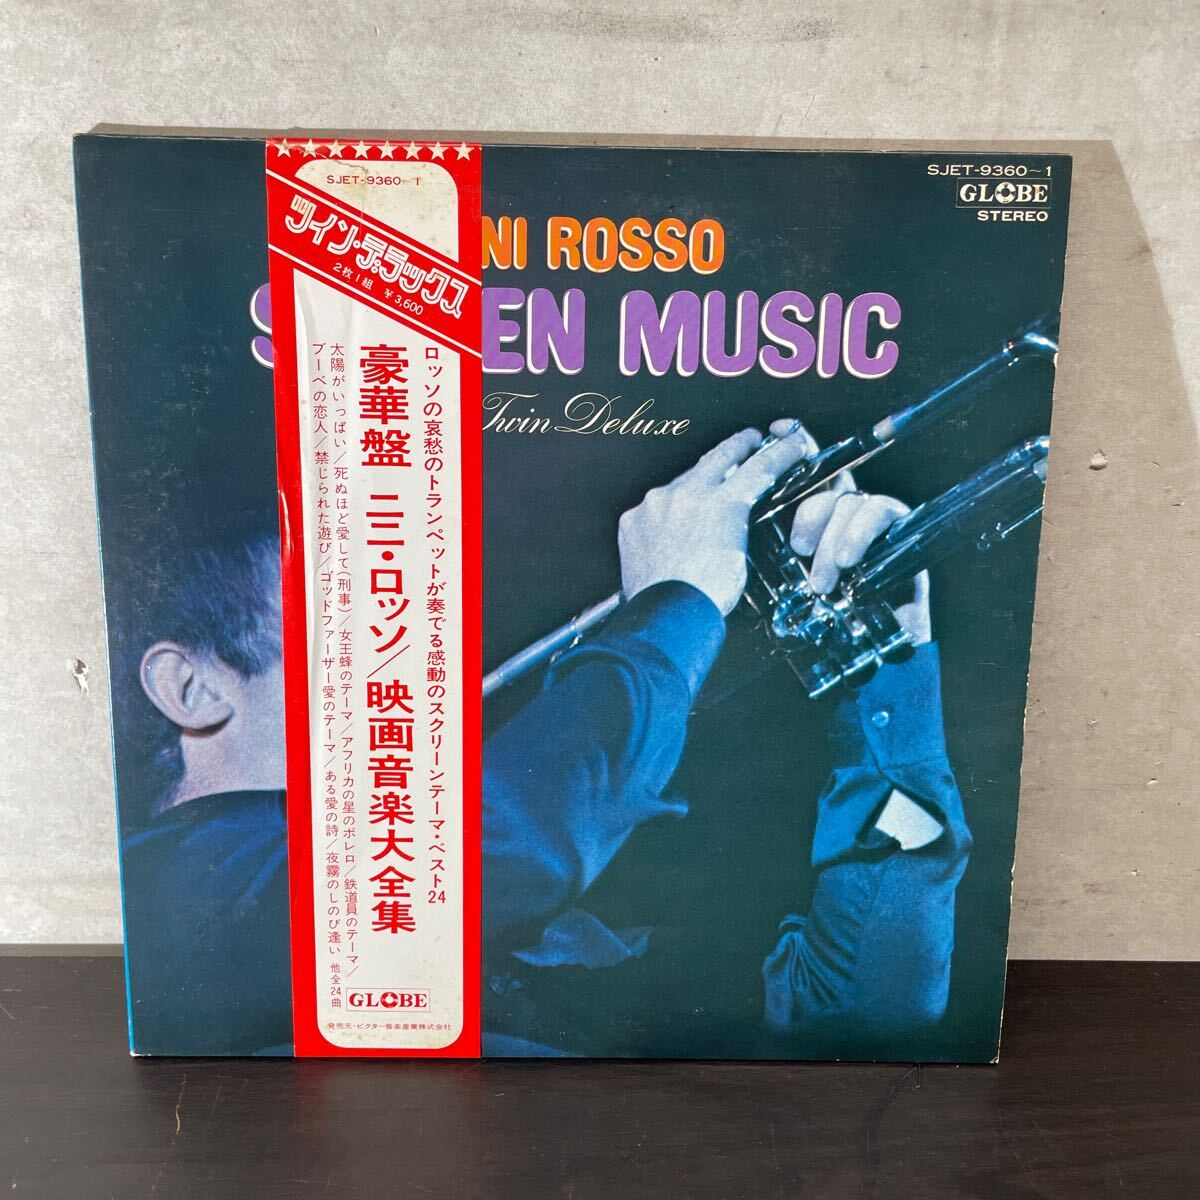 SJET-9360~1
GLOBE
STEREO
NI ROSSO
S EN MUSIC
Twin Deluxe
SJET-9360~1
ツイン・デラックス
2枚1組 ¥3,600
ロッソの哀愁のトランペットが奏でる感動のスクリーンテーマ・ベスト24
豪華盤 ニニ・ロッソ/映画音楽大全集
太陽がいっぱい/死ぬほど愛して(刑事)/女王蜂のテーマ/アフリカの星のボレロ/鉄道員のテーマ/
ブーベの恋人/禁じられた遊び/ゴッドファーザー愛のテーマ/ある愛の詩/夜霧のしのび逢い 他全24曲
GLOBE
発売元・ビクター音楽産業株式会社